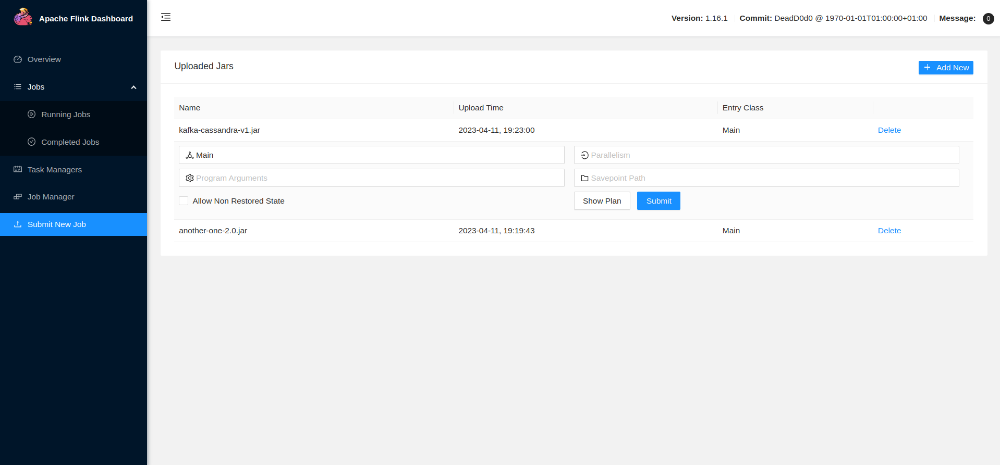 Apache Flink Dashboard
Version: 1.16.1 Commit: DeadD0d0 @ 1970-01-01T01:00:00+01:00 Message: 0
Overview
Jobs
Running Jobs
Completed Jobs
Task Managers
Job Manager
Submit New Job
Uploaded Jars
Add New
Name Upload Time Entry Class
kafka-cassandra-v1.jar 2023-04-11, 19:23:00 Main Delete
Main Parallelism
Program Arguments Savepoint Path
Allow Non Restored State Show Plan Submit
another-one-2.0.jar 2023-04-11, 19:19:43 Main Delete